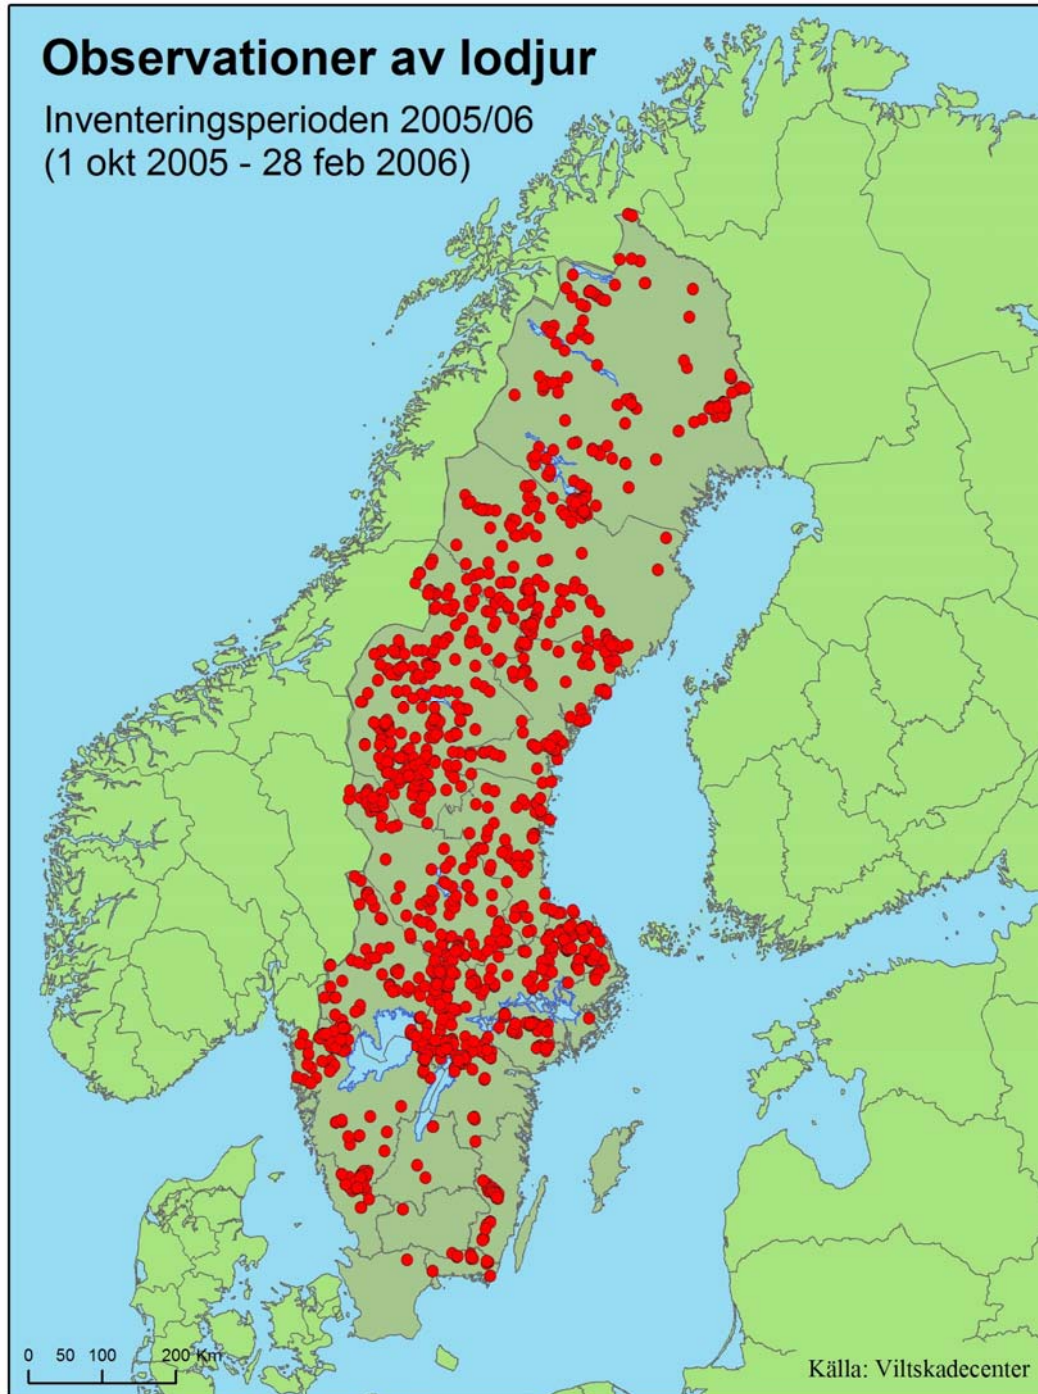 Observationer av lodjur
Inventeringsperioden 2005/06
(1 okt 2005 - 28 feb 2006)
0 50 100 200 Km
Källa: Viltskadecenter